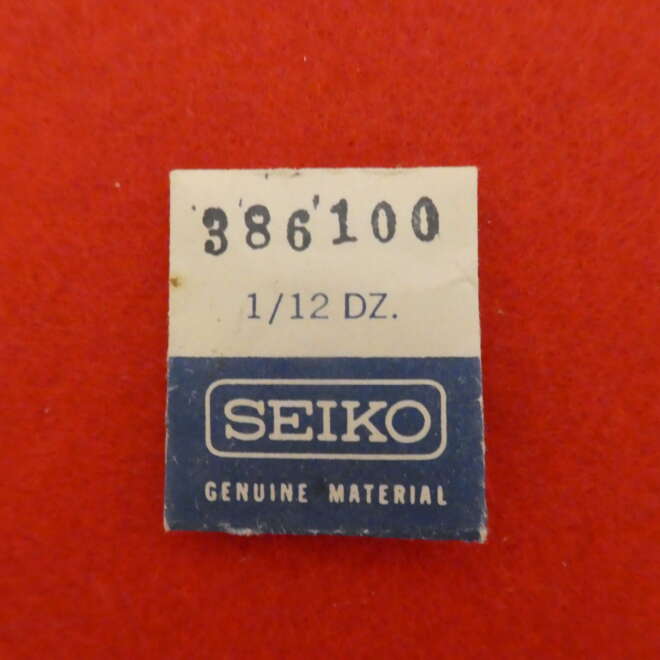 386100
1/12 DZ.
SEIKO
GENUINE MATERIAL